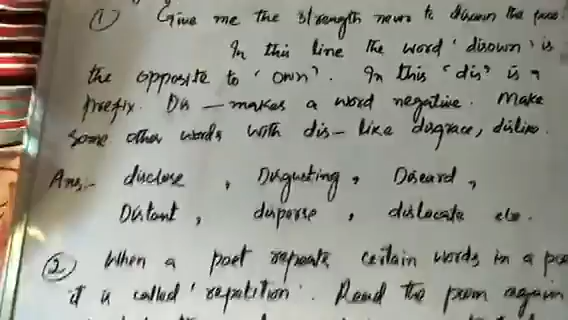 ① Give me the strength never to disown the poor.
In this line the word 'disown' is
the opposite to 'own'. In this 'dis' is a
prefix. Dis — makes a word negative. Make
some other words with dis— like disgrace, dislike.
Ans:- disclose, Disgusting, Discard,
Distant, disperse, dislocate etc.
② When a poet repeats certain words in a
it is called 'repetition'. Read the poem again